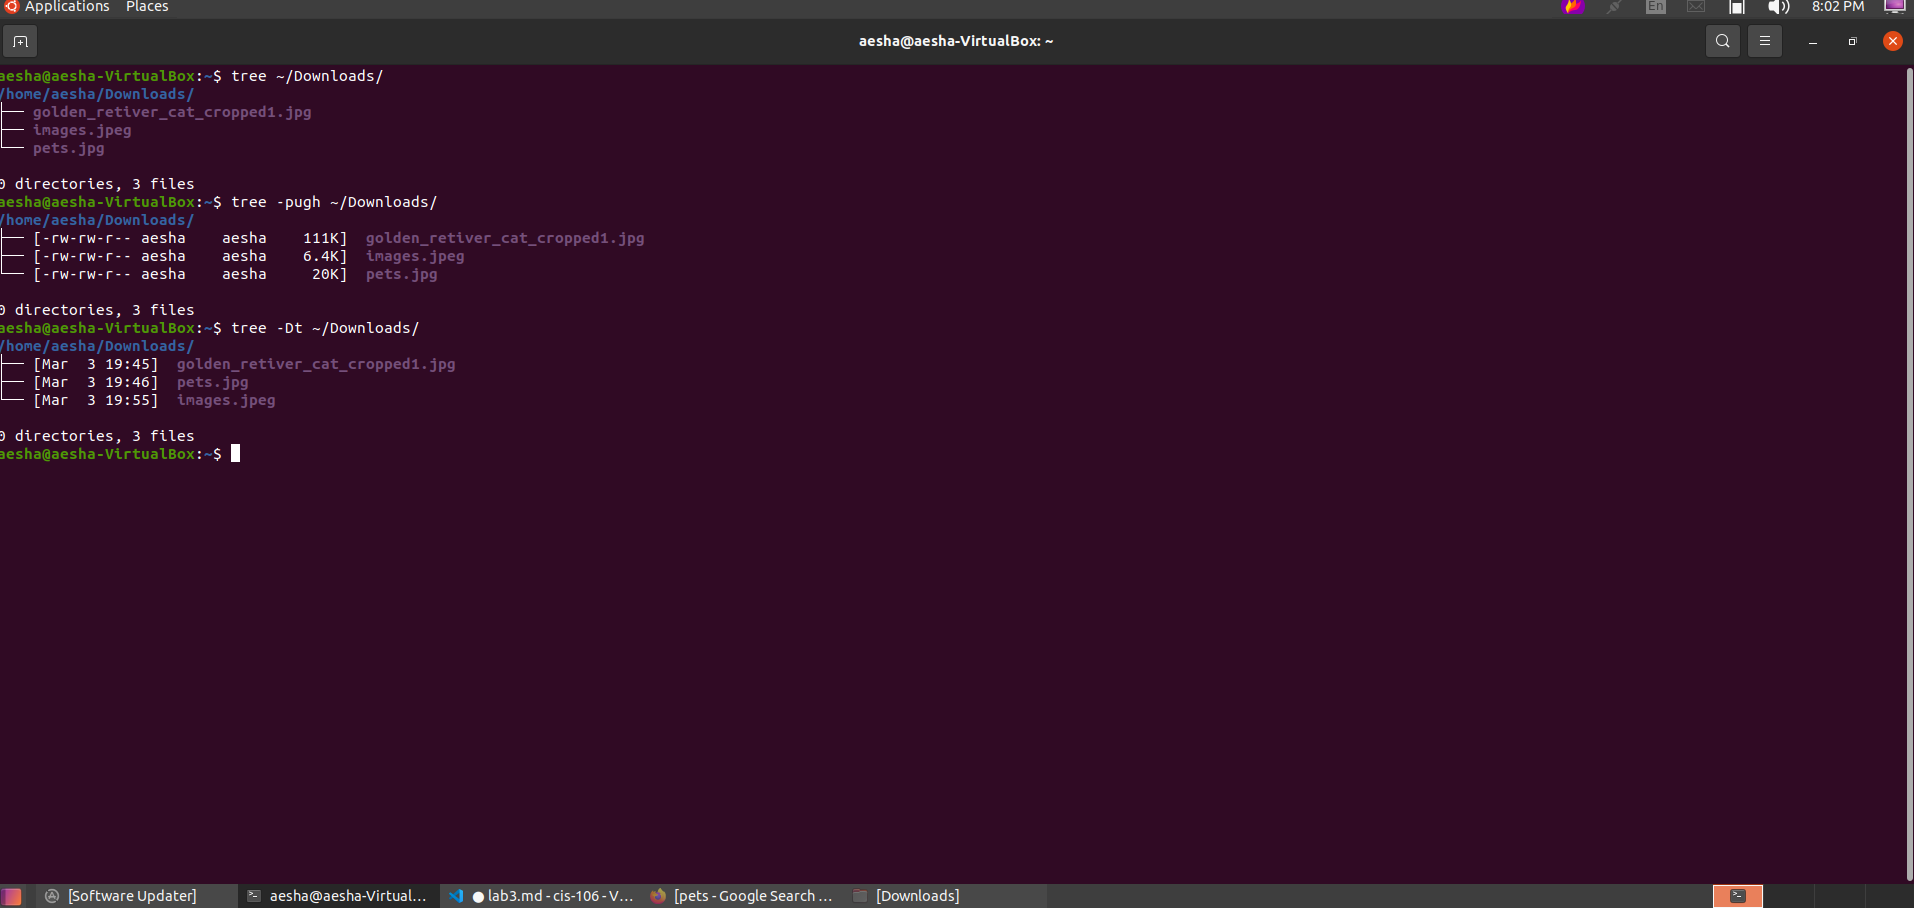 Applications Places En 8:02 PM
aesha@aesha-VirtualBox: ~
aesha@aesha-VirtualBox:~$ tree ~/Downloads/
/home/aesha/Downloads/
├── golden_retiver_cat_cropped1.jpg
├── images.jpeg
└── pets.jpg
0 directories, 3 files
aesha@aesha-VirtualBox:~$ tree -pugh ~/Downloads/
/home/aesha/Downloads/
├── [-rw-rw-r-- aesha    aesha    111K]  golden_retiver_cat_cropped1.jpg
├── [-rw-rw-r-- aesha    aesha    6.4K]  images.jpeg
└── [-rw-rw-r-- aesha    aesha     20K]  pets.jpg
0 directories, 3 files
aesha@aesha-VirtualBox:~$ tree -Dt ~/Downloads/
/home/aesha/Downloads/
├── [Mar  3 19:45]  golden_retiver_cat_cropped1.jpg
├── [Mar  3 19:46]  pets.jpg
└── [Mar  3 19:55]  images.jpeg
0 directories, 3 files
aesha@aesha-VirtualBox:~$
[Software Updater] aesha@aesha-Virtual... ● lab3.md - cis-106 - V... [pets - Google Search ... [Downloads]